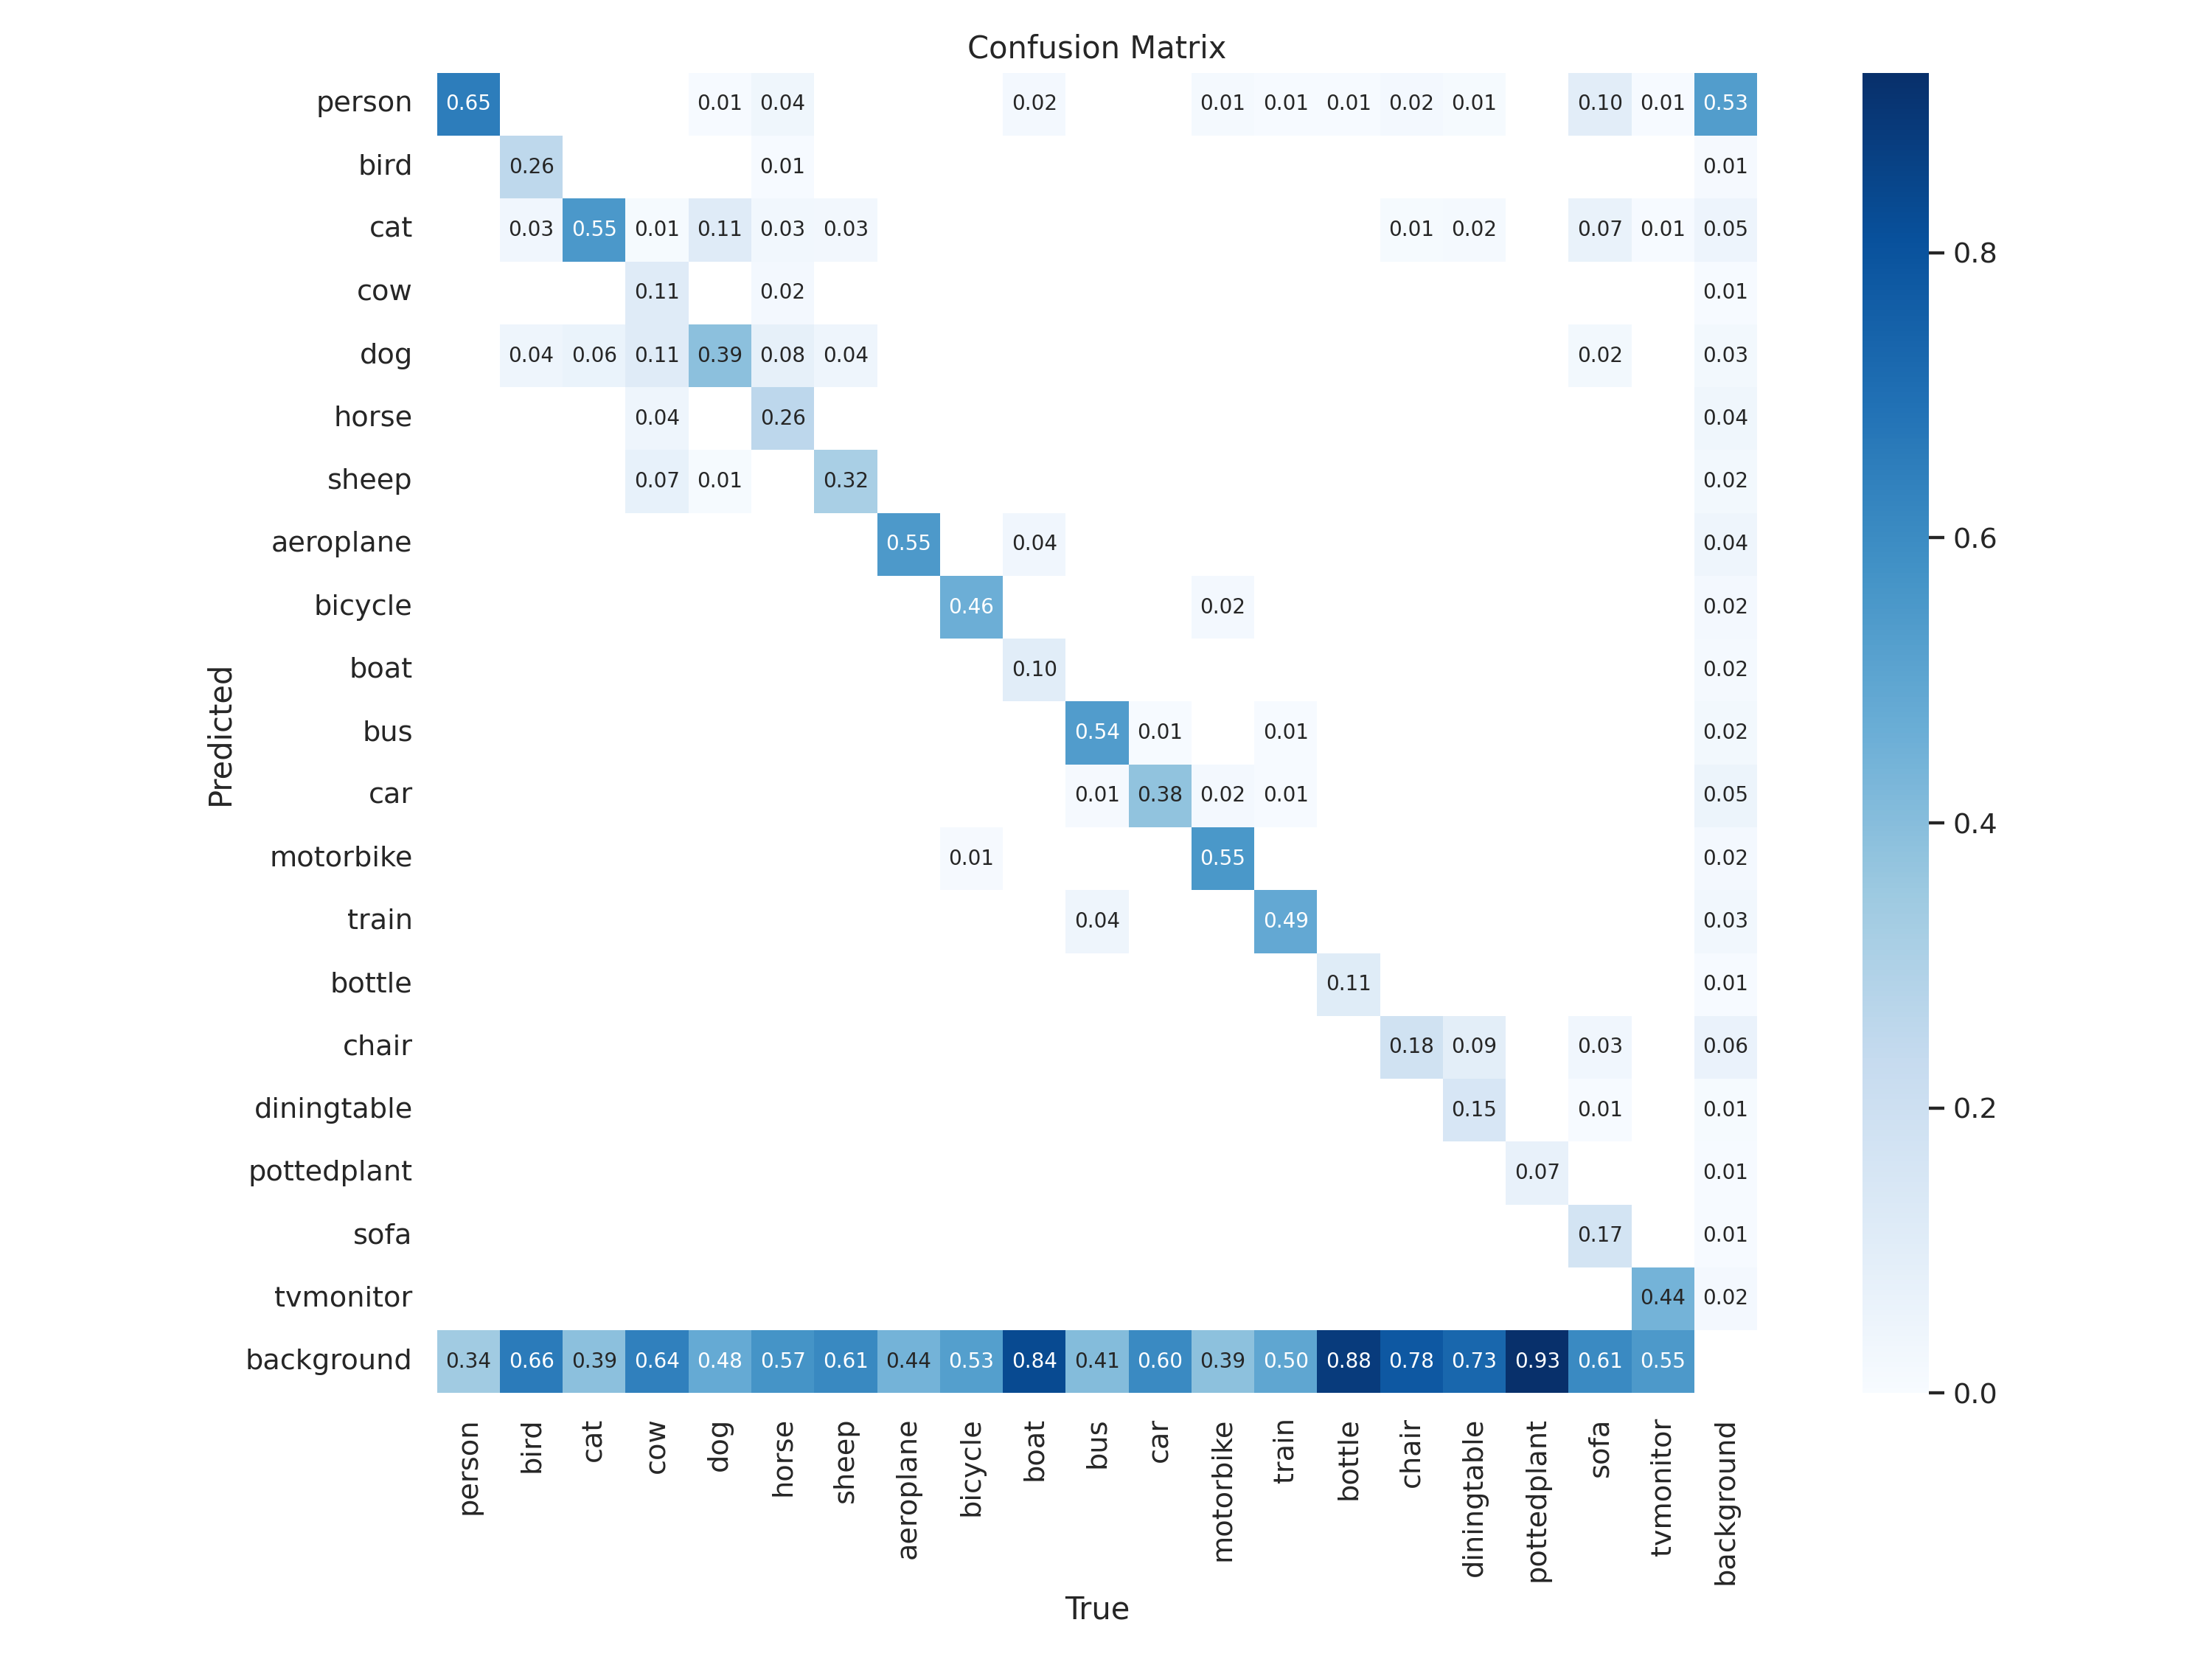 Confusion Matrix
person 0.65 0.01 0.04 0.02 0.01 0.01 0.01 0.02 0.01 0.10 0.01 0.53
bird 0.26 0.01 0.01
cat 0.03 0.55 0.01 0.11 0.03 0.03 0.01 0.02 0.07 0.01 0.05
cow 0.11 0.02 0.01
dog 0.04 0.06 0.11 0.39 0.08 0.04 0.02 0.03
horse 0.04 0.26 0.04
sheep 0.07 0.01 0.32 0.02
aeroplane 0.55 0.04 0.04
bicycle 0.46 0.02 0.02
boat 0.10 0.02
bus 0.54 0.01 0.01 0.02
car 0.01 0.38 0.02 0.01 0.05
motorbike 0.01 0.55 0.02
train 0.04 0.49 0.03
bottle 0.11 0.01
chair 0.18 0.09 0.03 0.06
diningtable 0.15 0.01 0.01
pottedplant 0.07 0.01
sofa 0.17 0.01
tvmonitor 0.44 0.02
background 0.34 0.66 0.39 0.64 0.48 0.57 0.61 0.44 0.53 0.84 0.41 0.60 0.39 0.50 0.88 0.78 0.73 0.93 0.61 0.55
Predicted
person bird cat cow dog horse sheep aeroplane bicycle boat bus car motorbike train bottle chair diningtable pottedplant sofa tvmonitor background
True
0.8
0.6
0.4
0.2
0.0